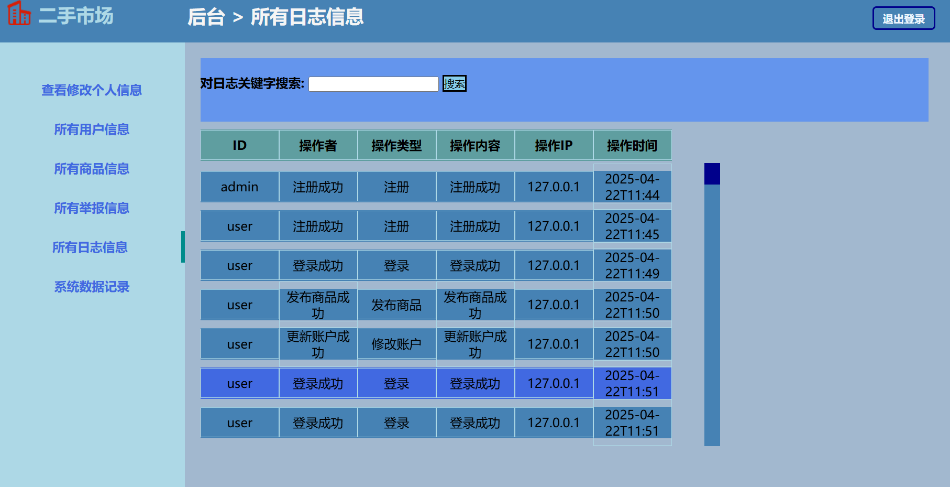 二手市场
后台 > 所有日志信息
退出登录
查看修改个人信息
所有用户信息
所有商品信息
所有举报信息
所有日志信息
系统数据记录
对日志关键字搜索:
搜索
ID 操作者 操作类型 操作内容 操作IP 操作时间
admin 注册成功 注册 注册成功 127.0.0.1 2025-04-
22T11:44
user 注册成功 注册 注册成功 127.0.0.1 2025-04-
22T11:45
user 登录成功 登录 登录成功 127.0.0.1 2025-04-
22T11:49
user 发布商品成 发布商品 发布商品成 127.0.0.1 2025-04-
功 功 22T11:50
user 更新账户成 修改账户 更新账户成 127.0.0.1 2025-04-
功 功 22T11:50
user 登录成功 登录 登录成功 127.0.0.1 2025-04-
22T11:51
user 登录成功 登录 登录成功 127.0.0.1 2025-04-
22T11:51